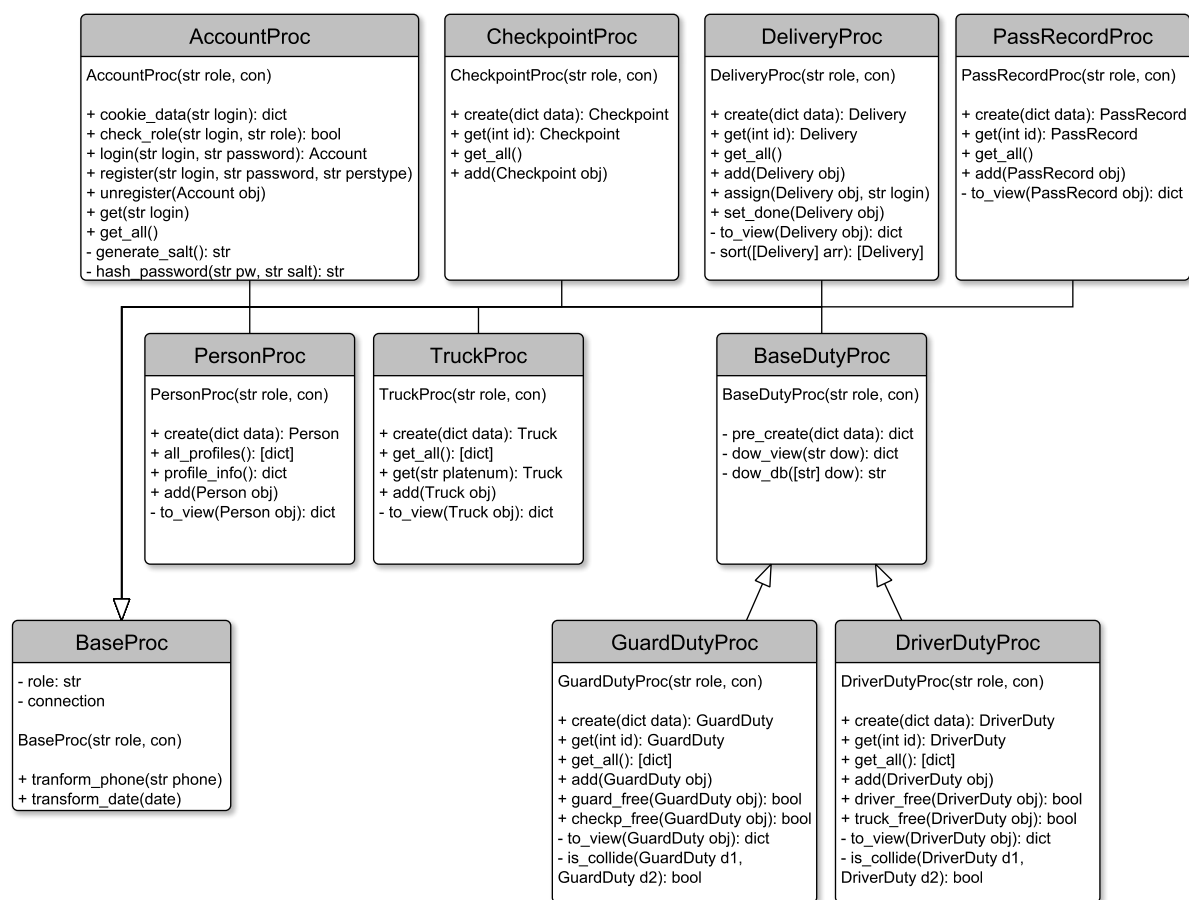 AccountProc
AccountProc(str role, con)
+ cookie_data(str login): dict
+ check_role(str login, str role): bool
+ login(str login, str password): Account
+ register(str login, str password, str perstype)
+ unregister(Account obj)
+ get(str login)
+ get_all()
- generate_salt(): str
- hash_password(str pw, str salt): str
CheckpointProc
CheckpointProc(str role, con)
+ create(dict data): Checkpoint
+ get(int id): Checkpoint
+ get_all()
+ add(Checkpoint obj)
DeliveryProc
DeliveryProc(str role, con)
+ create(dict data): Delivery
+ get(int id): Delivery
+ get_all()
+ add(Delivery obj)
+ assign(Delivery obj, str login)
+ set_done(Delivery obj)
- to_view(Delivery obj): dict
- sort([Delivery] arr): [Delivery]
PassRecordProc
PassRecordProc(str role, con)
+ create(dict data): PassRecord
+ get(int id): PassRecord
+ get_all()
+ add(PassRecord obj)
- to_view(PassRecord obj): dict
PersonProc
PersonProc(str role, con)
+ create(dict data): Person
+ all_profiles(): [dict]
+ profile_info(): dict
+ add(Person obj)
- to_view(Person obj): dict
TruckProc
TruckProc(str role, con)
+ create(dict data): Truck
+ get_all(): [dict]
+ get(str platenum): Truck
+ add(Truck obj)
- to_view(Truck obj): dict
BaseDutyProc
BaseDutyProc(str role, con)
- pre_create(dict data): dict
- dow_view(str dow): dict
- dow_db([str] dow): str
BaseProc
- role: str
- connection
BaseProc(str role, con)
+ tranform_phone(str phone)
+ transform_date(date)
GuardDutyProc
GuardDutyProc(str role, con)
+ create(dict data): GuardDuty
+ get(int id): GuardDuty
+ get_all(): [dict]
+ add(GuardDuty obj)
+ guard_free(GuardDuty obj): bool
+ checkp_free(GuardDuty obj): bool
- to_view(GuardDuty obj): dict
- is_collide(GuardDuty d1,
GuardDuty d2): bool
DriverDutyProc
DriverDutyProc(str role, con)
+ create(dict data): DriverDuty
+ get(int id): DriverDuty
+ get_all(): [dict]
+ add(DriverDuty obj)
+ driver_free(DriverDuty obj): bool
+ truck_free(DriverDuty obj): bool
- to_view(DriverDuty obj): dict
- is_collide(DriverDuty d1,
DriverDuty d2): bool